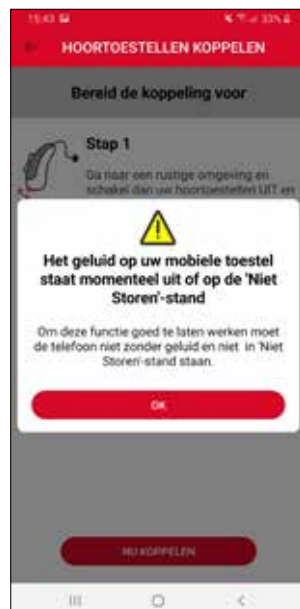 15:43
33%
HOORTOESTELLEN KOPPELEN
Bereid de koppeling voor
Stap 1
Ga naar een rustige omgeving en
schakel dan uw hoortoestellen UIT en
Het geluid op uw mobiele toestel
staat momenteel uit of op de 'Niet
Storen'-stand
Om deze functie goed te laten werken moet
de telefoon niet zonder geluid en niet in 'Niet
Storen'-stand staan.
OK
NU KOPPELEN